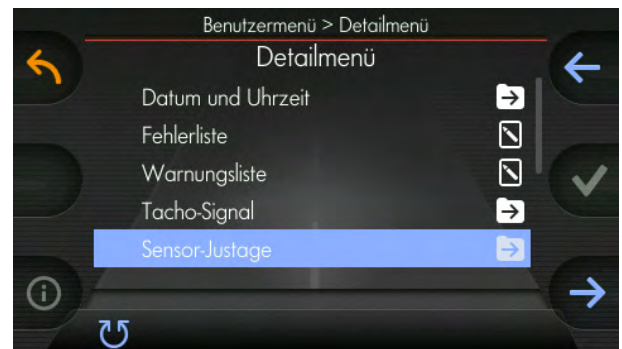 Benutzermenü > Detailmenü
Detailmenü
Datum und Uhrzeit
Fehlerliste
Warnungsliste
Tacho-Signal
Sensor-Justage